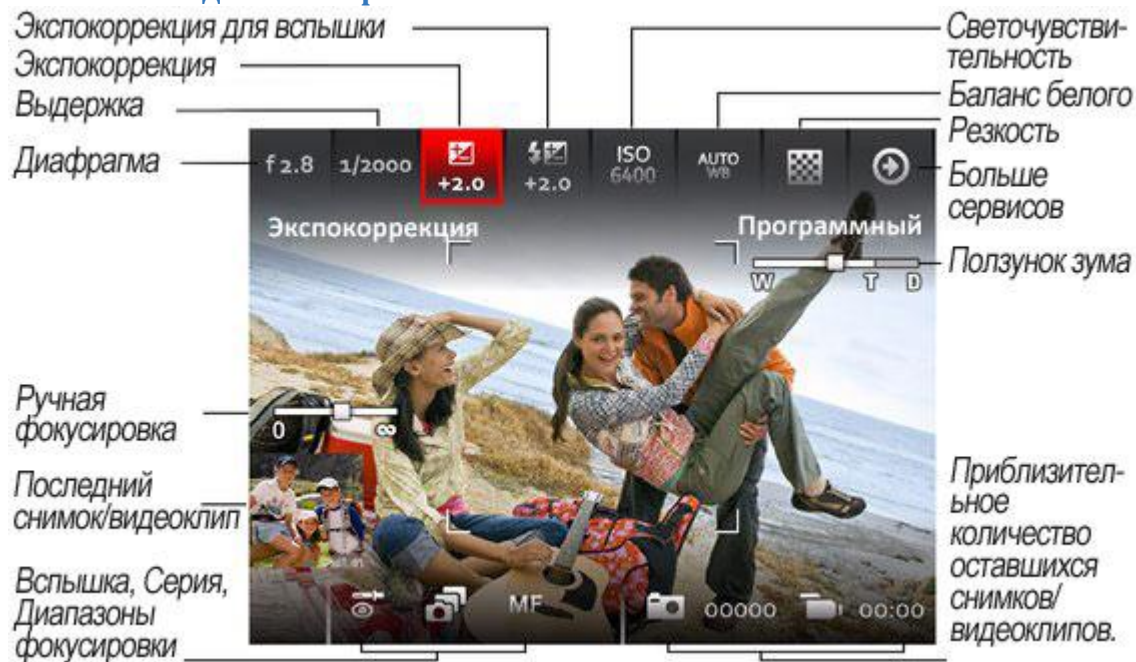 Экспокоррекция для вспышки
Экспокоррекция
Выдержка
Диафрагма
Светочувстви-
тельность
Баланс белого
Резкость
Больше
сервисов
f 2.8 1/2000 +2.0 +2.0 ISO 6400 AUTO WB
Экспокоррекция Программный
W T D
Ползунок зума
Ручная
фокусировка
0 ∞
Последний
снимок/видеоклип
Приблизител-
ьное
количество
оставшихся
снимков/
видеоклипов.
Вспышка, Серия,
Диапазоны
фокусировки
MF 00000 00:00